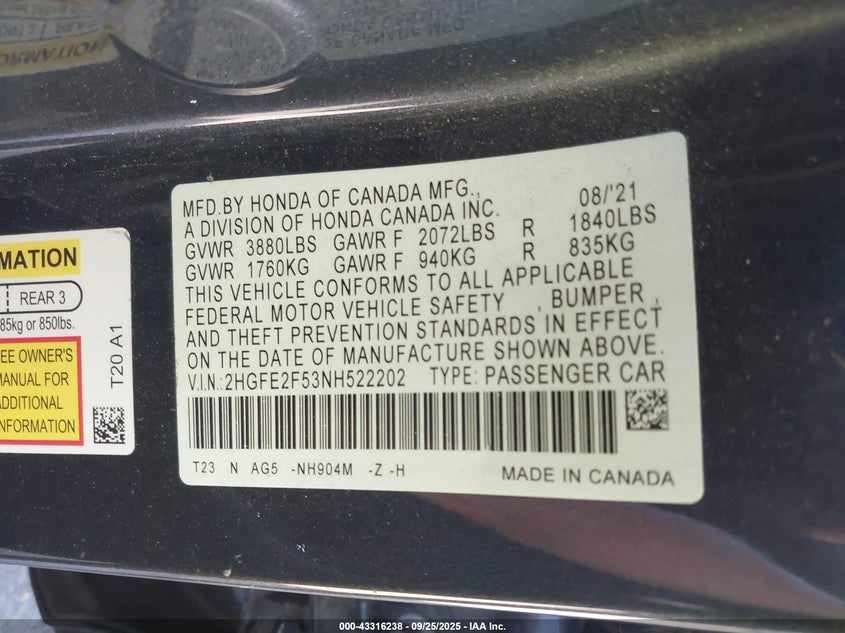 MFD.BY HONDA OF CANADA MFG., 08/'21
A DIVISION OF HONDA CANADA INC.
GVWR 3880LBS GAWR F 2072LBS R 1840LBS
GVWR 1760KG GAWR F 940KG R 835KG
THIS VEHICLE CONFORMS TO ALL APPLICABLE
FEDERAL MOTOR VEHICLE SAFETY , BUMPER ,
AND THEFT PREVENTION STANDARDS IN EFFECT
ON THE DATE OF MANUFACTURE SHOWN ABOVE.
V.I.N.:2HGFE2F53NH522202 TYPE: PASSENGER CAR
T23 N AG5 -NH904M -Z -H
MADE IN CANADA
MATION
REAR 3
85kg or 850lbs.
EE OWNER'S
MANUAL FOR
ADDITIONAL
NFORMATION
T20 A1
000-43316238 - 09/25/2025 - IAA Inc.